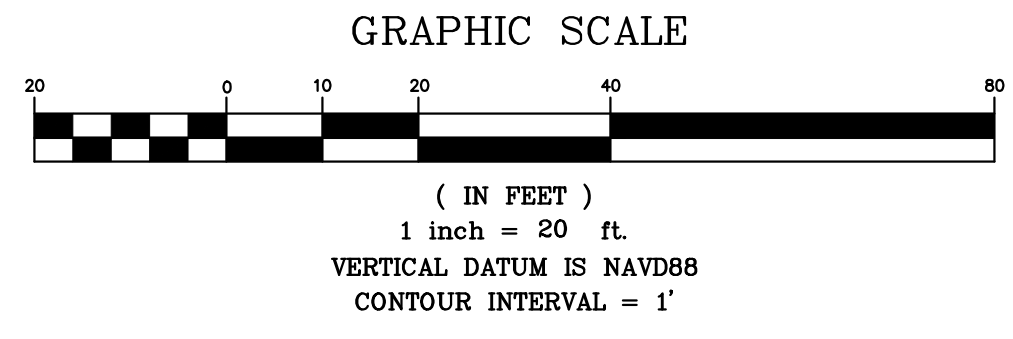 GRAPHIC SCALE
20 0 10 20 40 80
( IN FEET )
1 inch = 20 ft.
VERTICAL DATUM IS NAVD88
CONTOUR INTERVAL = 1'